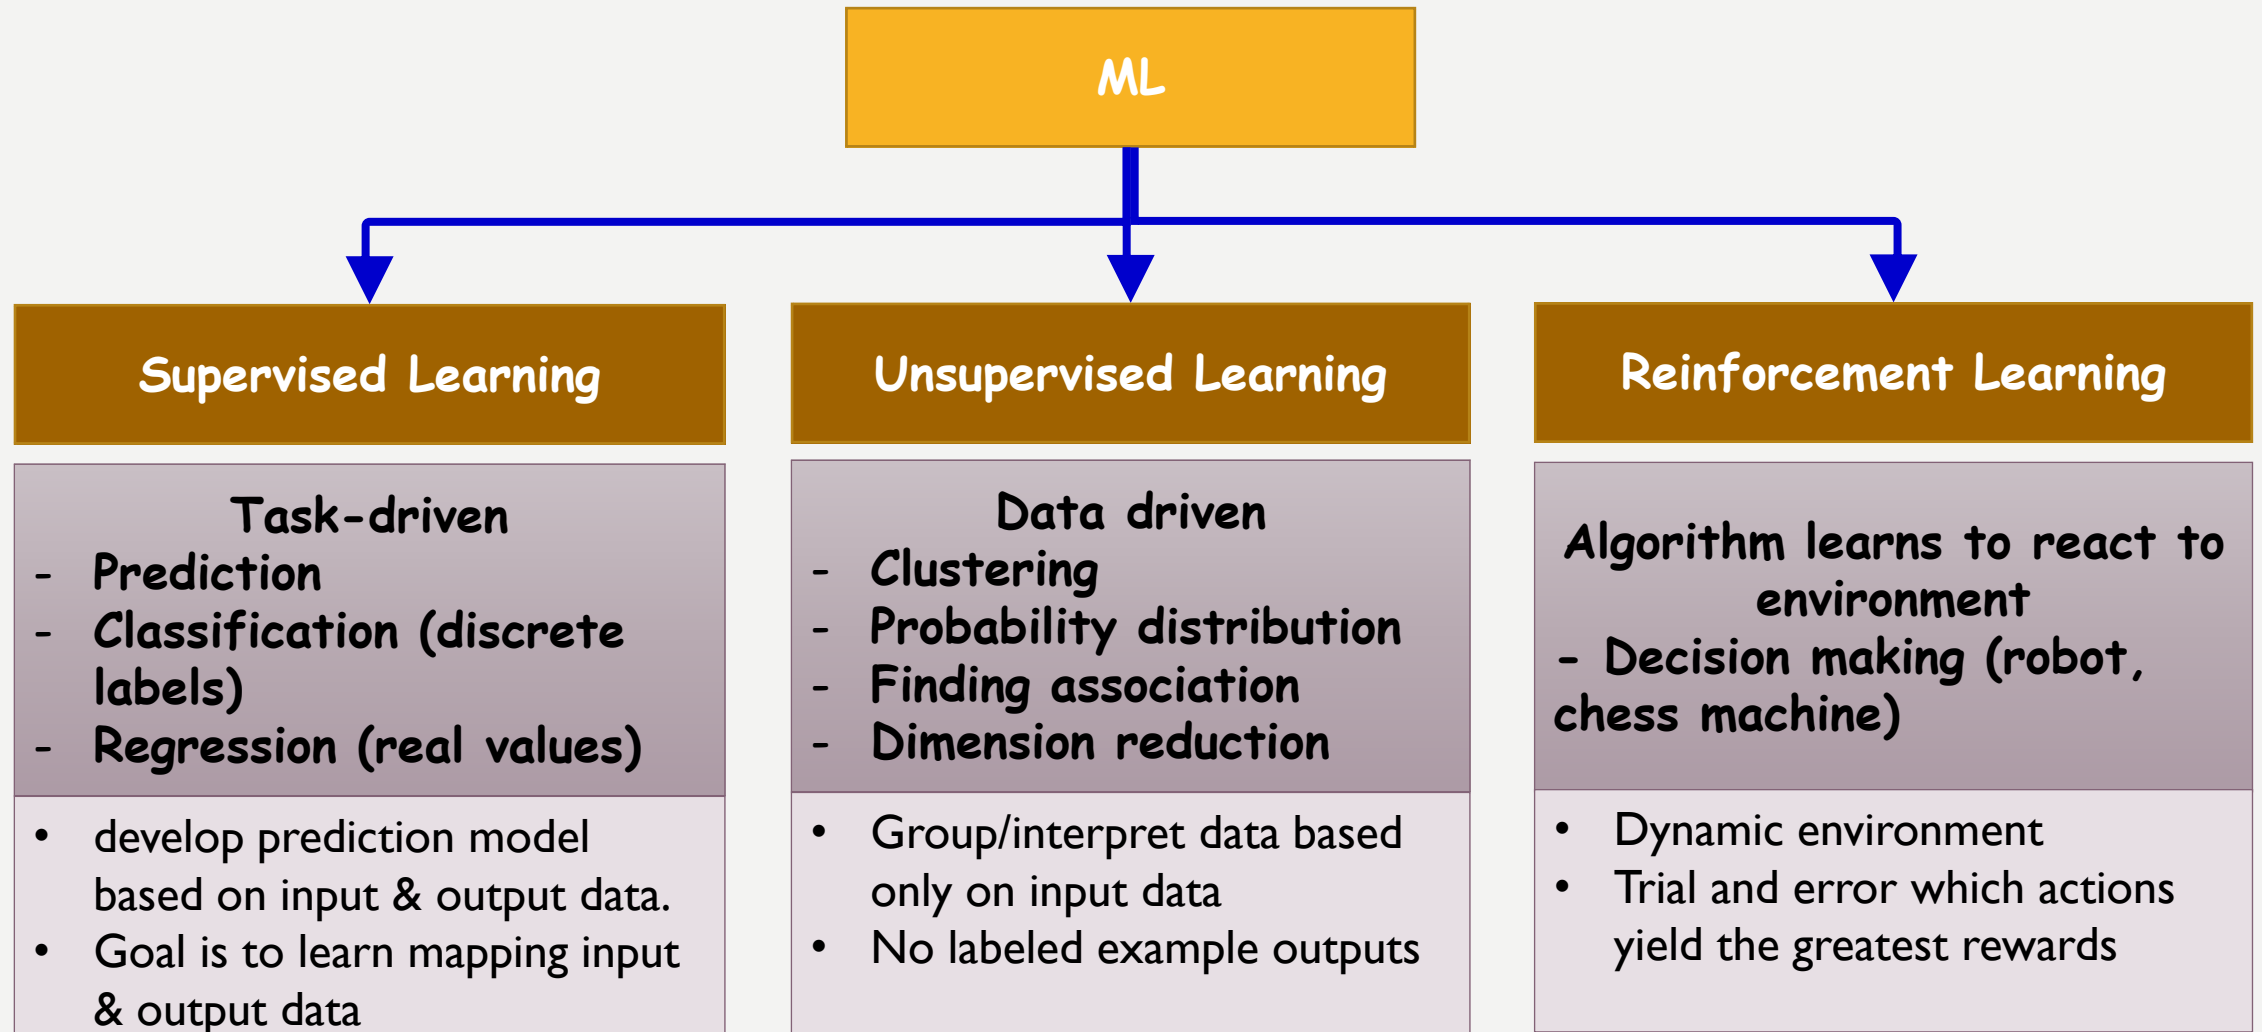 ML
Supervised Learning
Task-driven
- Prediction
- Classification (discrete
labels)
- Regression (real values)
• develop prediction model
based on input & output data.
• Goal is to learn mapping input
& output data
Unsupervised Learning
Data driven
- Clustering
- Probability distribution
- Finding association
- Dimension reduction
• Group/interpret data based
only on input data
• No labeled example outputs
Reinforcement Learning
Algorithm learns to react to
environment
- Decision making (robot,
chess machine)
• Dynamic environment
• Trial and error which actions
yield the greatest rewards